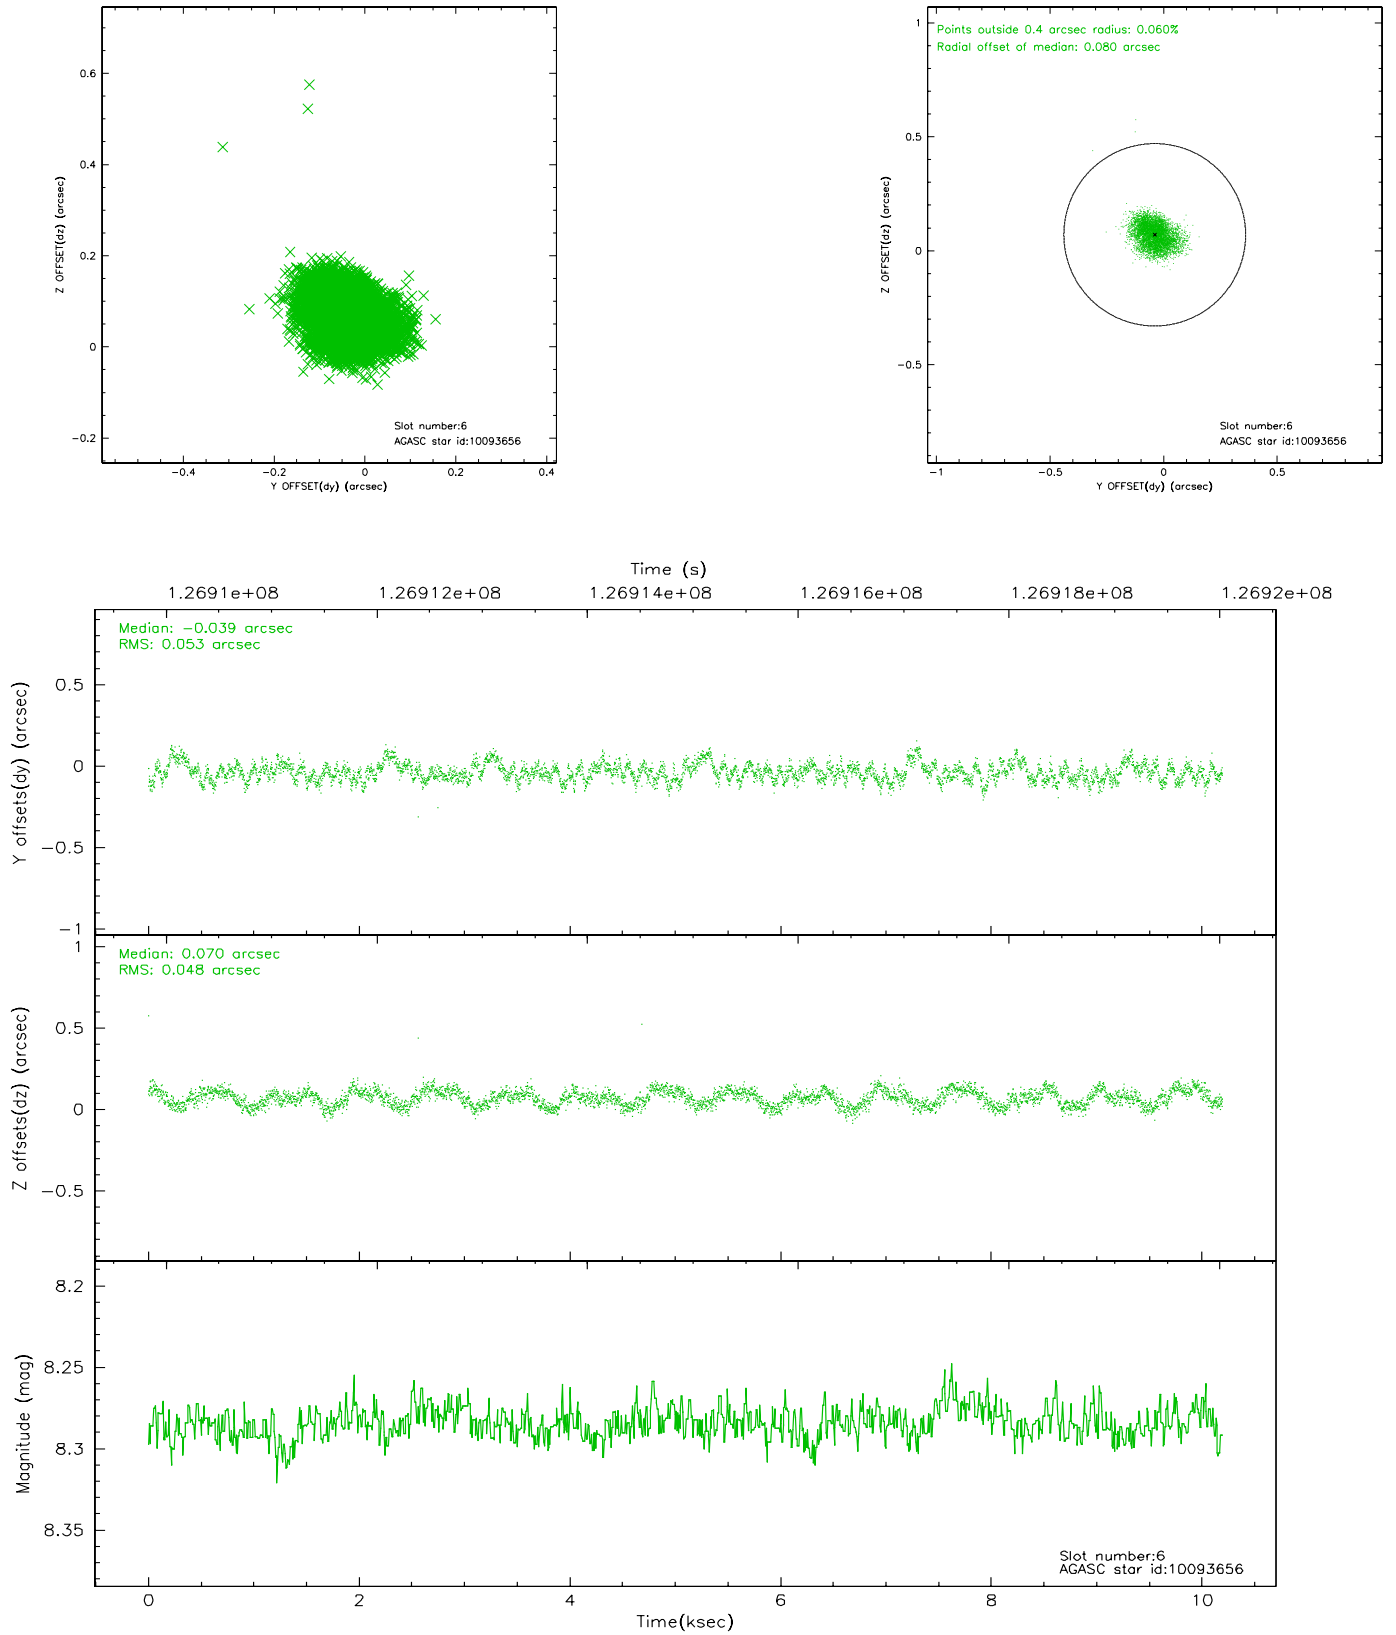 0.6
0.4
0.2
0
−0.2
Z OFFSET(dz) (arcsec)
Slot number:6
AGASC star id:10093656
−0.4 −0.2 0 0.2 0.4
Y OFFSET(dy) (arcsec)
Points outside 0.4 arcsec radius: 0.060%
Radial offset of median: 0.080 arcsec
1
0.5
0
−0.5
Z OFFSET(dz) (arcsec)
Slot number:6
AGASC star id:10093656
−1 −0.5 0 0.5
Y OFFSET(dy) (arcsec)
Time (s)
1.2691e+08 1.26912e+08 1.26914e+08 1.26916e+08 1.26918e+08 1.2692e+08
Median: −0.039 arcsec
RMS: 0.053 arcsec
0.5
0
−0.5
−1
Y offsets(dy) (arcsec)
Median: 0.070 arcsec
RMS: 0.048 arcsec
1
0.5
0
−0.5
Z offsets(dz) (arcsec)
8.2
8.25
8.3
8.35
Magnitude (mag)
Slot number:6
AGASC star id:10093656
0 2 4 6 8 10
Time(ksec)